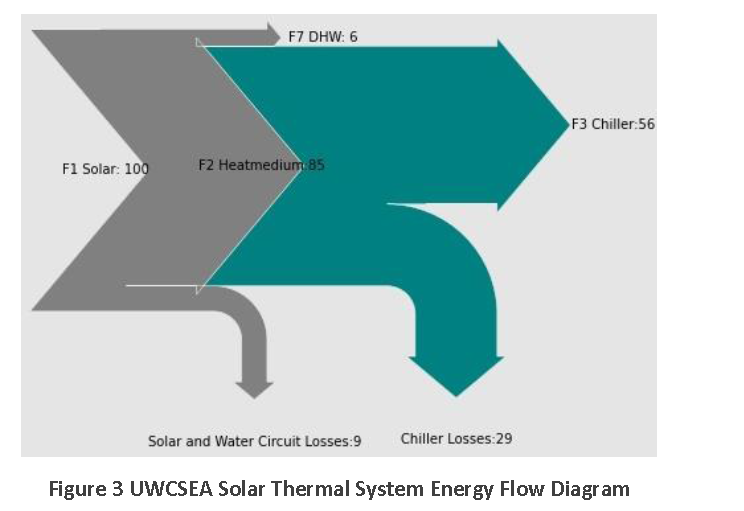 F7 DHW: 6
F3 Chiller:56
F1 Solar: 100
F2 Heatmedium:85
Solar and Water Circuit Losses:9
Chiller Losses:29
Figure 3 UWCSEA Solar Thermal System Energy Flow Diagram